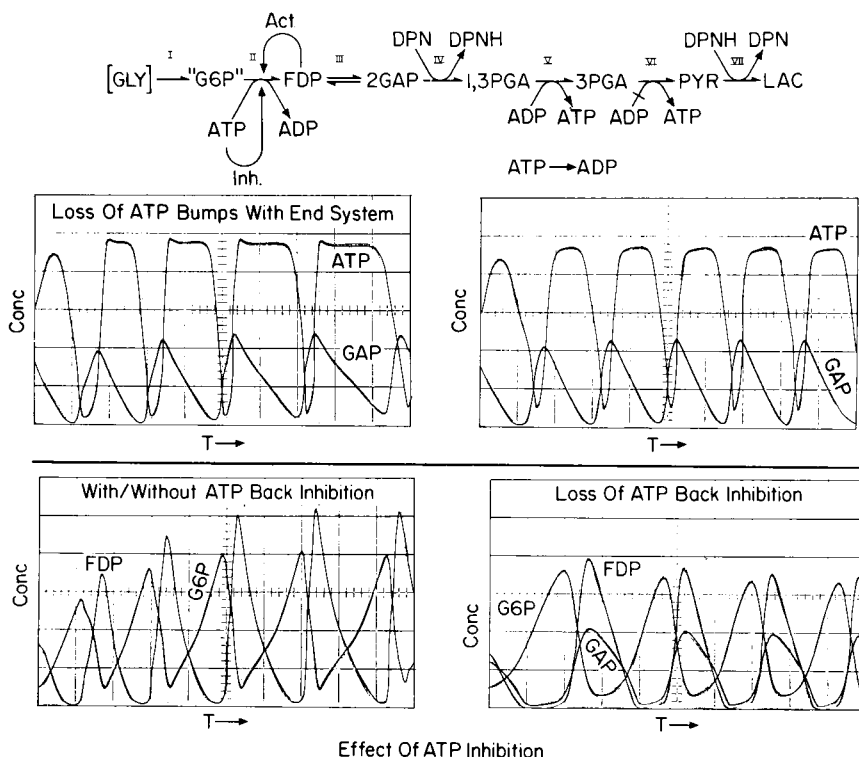 Act
DPN DPNH DPNH DPN
I II III IV V VI VII
[GLY] "G6P" FDP 2GAP 1,3PGA 3PGA PYR LAC
ATP ADP ADP ATP ADP ATP
Inh.
ATP → ADP
Loss Of ATP Bumps With End System
ATP
GAP
Conc
T→
ATP
GAP
Conc
T→
With/Without ATP Back Inhibition
FDP
G6P
Conc
T→
Loss Of ATP Back Inhibition
FDP
G6P
GAP
Conc
T→
Effect Of ATP Inhibition